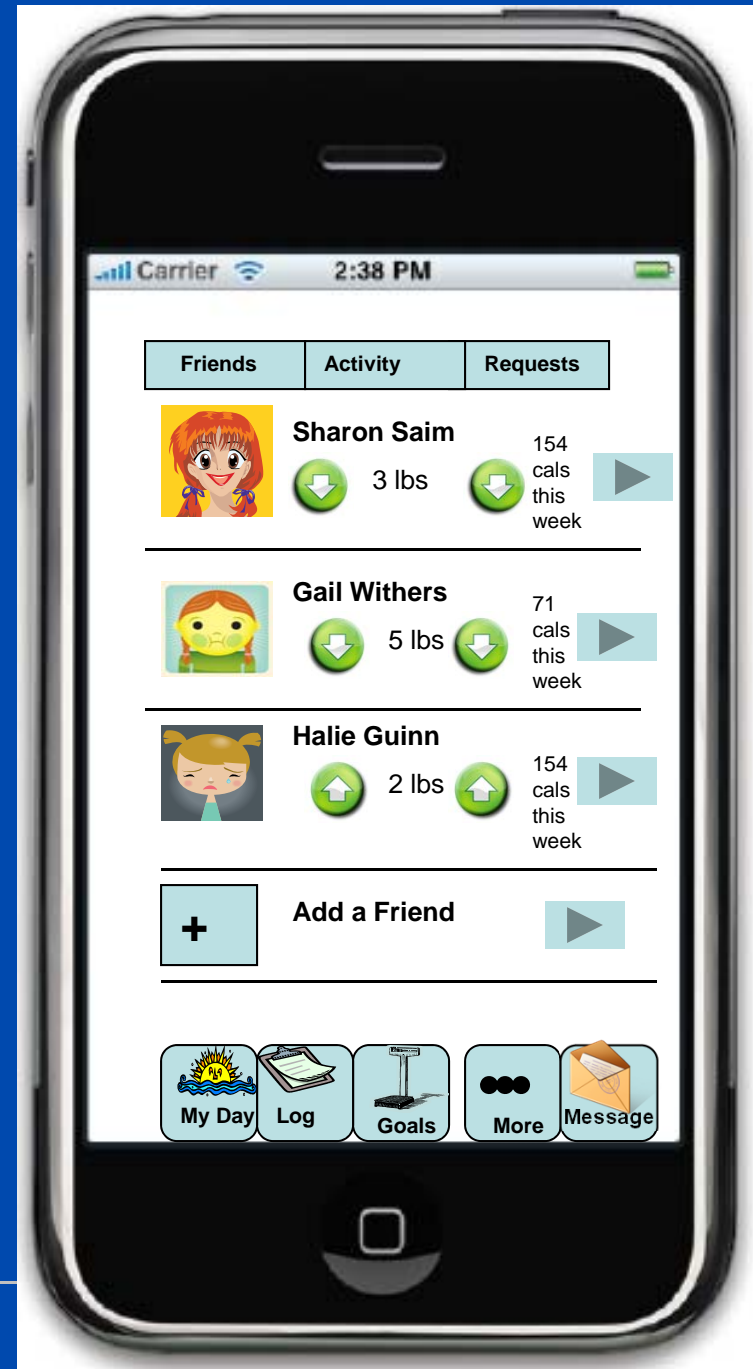 Carrier 2:38 PM
Friends Activity Requests
Sharon Saim
3 lbs
154
cals
this
week
Gail Withers
5 lbs
71
cals
this
week
Halie Guinn
2 lbs
154
cals
this
week
+ Add a Friend
My Day Log Goals More Message